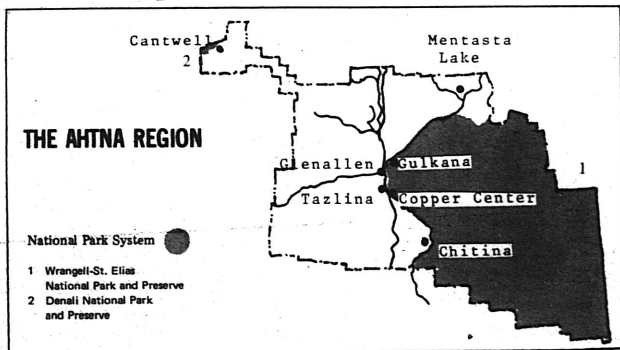 Cantwell
2
Mentasta
Lake
THE AHTNA REGION
Glenallen
Gulkana
1
Tazlina
Copper Center
National Park System
Chitina
1 Wrangell-St. Elias
National Park and Preserve
2 Denali National Park
and Preserve